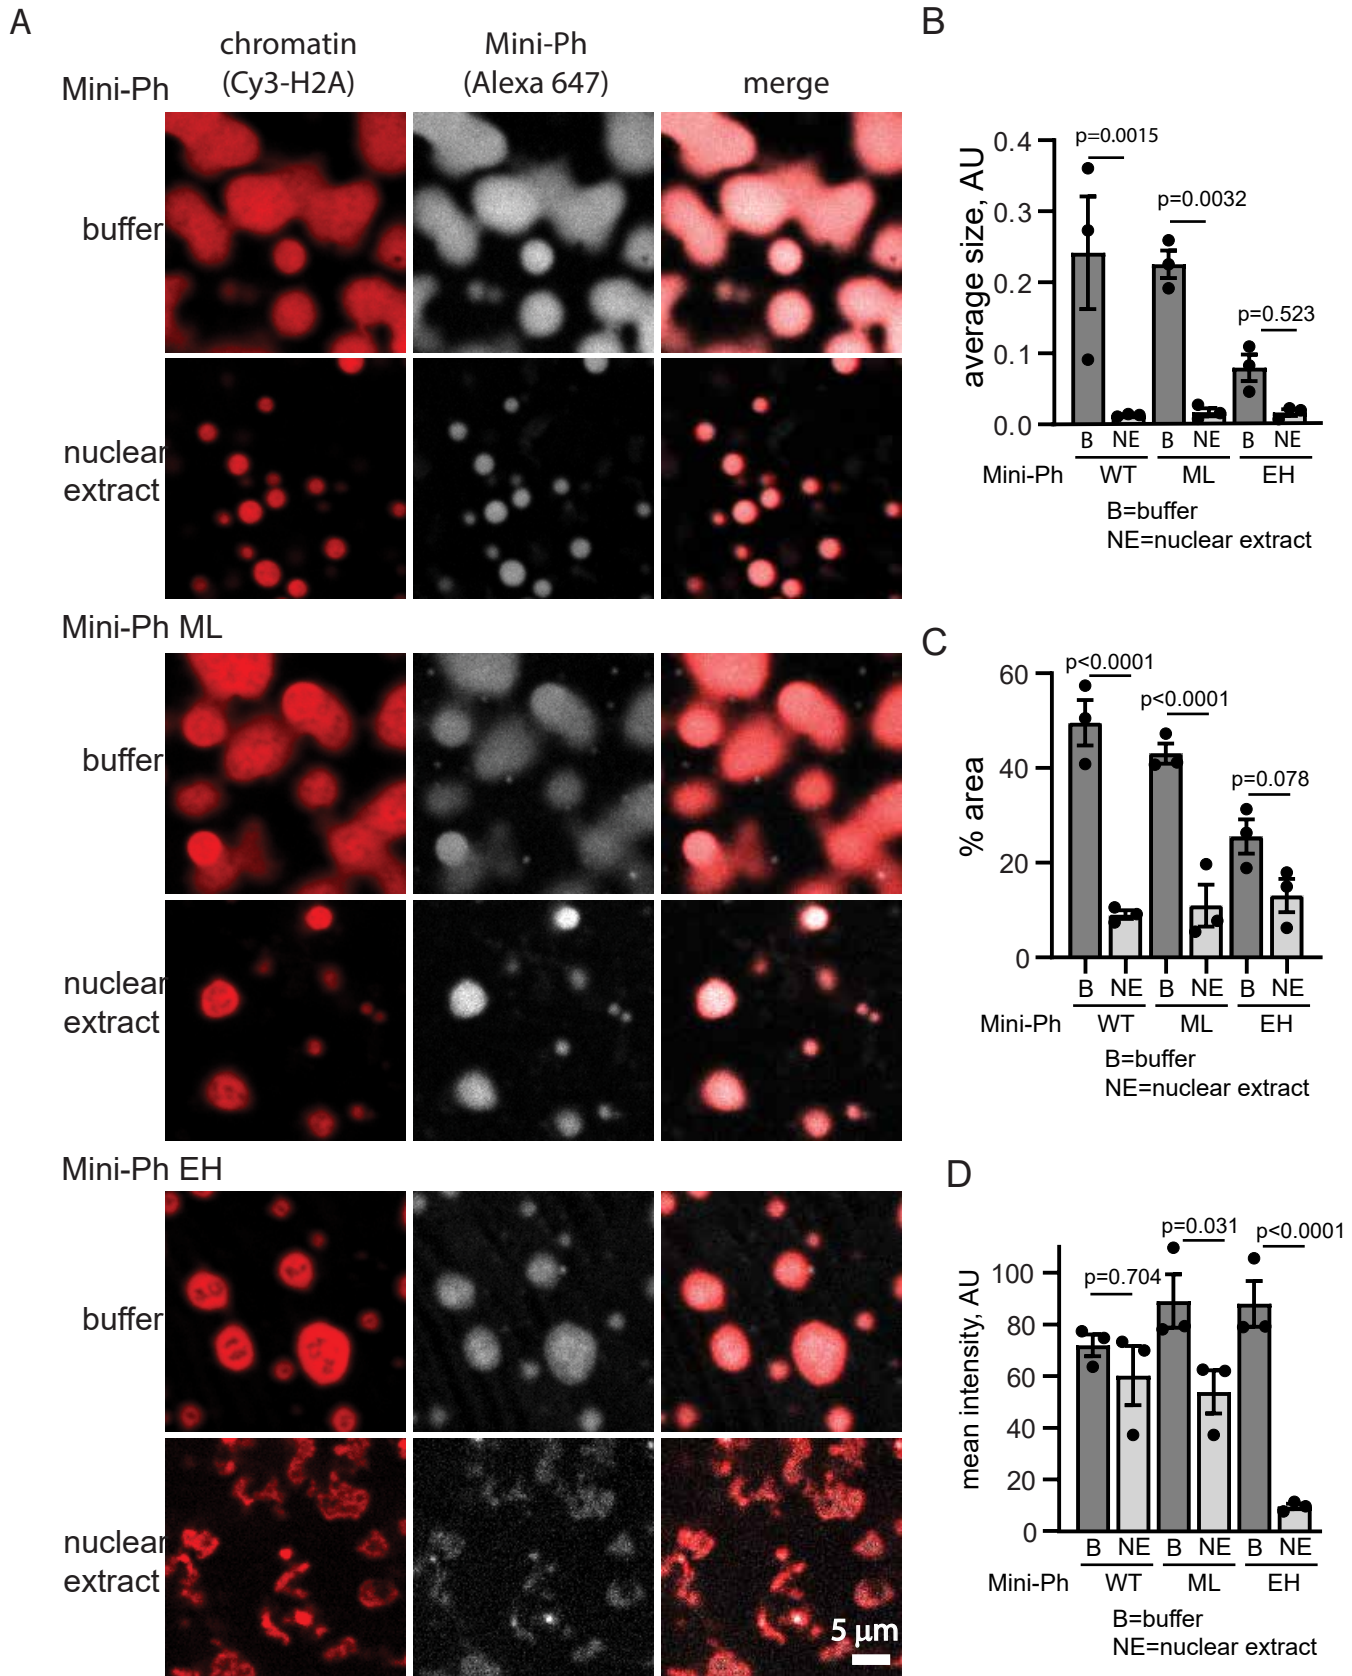 A
chromatin
(Cy3-H2A)
Mini-Ph
(Alexa 647)
merge
Mini-Ph
buffer
nuclear
extract
Mini-Ph ML
buffer
nuclear
extract
Mini-Ph EH
buffer
nuclear
extract
5 µm
B
average size, AU
0.4
0.3
0.2
0.1
0.0
p=0.0015
p=0.0032
p=0.523
B NE B NE B NE
Mini-Ph WT ML EH
B=buffer
NE=nuclear extract
C
% area
60
40
20
0
p<0.0001
p<0.0001
p=0.078
B NE B NE B NE
Mini-Ph WT ML EH
B=buffer
NE=nuclear extract
D
mean intensity, AU
100
80
60
40
20
0
p=0.704
p=0.031
p<0.0001
B NE B NE B NE
Mini-Ph WT ML EH
B=buffer
NE=nuclear extract